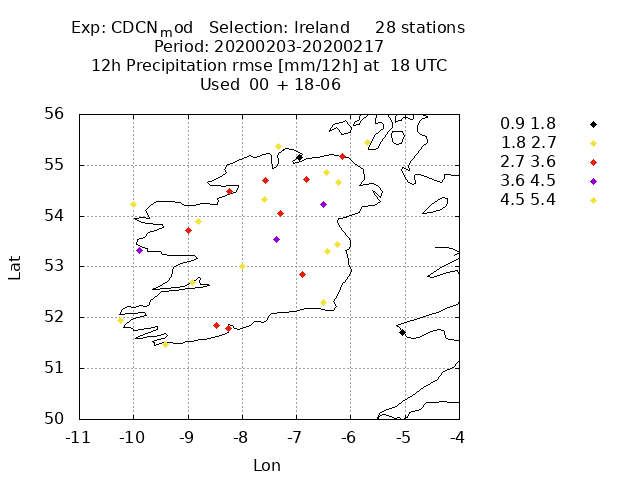 Exp: CDCN_mod   Selection: Ireland     28 stations
Period: 20200203-20200217
12h Precipitation rmse [mm/12h] at  18 UTC
Used  00 + 18-06
56
55
54
53
52
51
50
-11 -10 -9 -8 -7 -6 -5 -4
Lat
Lon
0.9 1.8
1.8 2.7
2.7 3.6
3.6 4.5
4.5 5.4